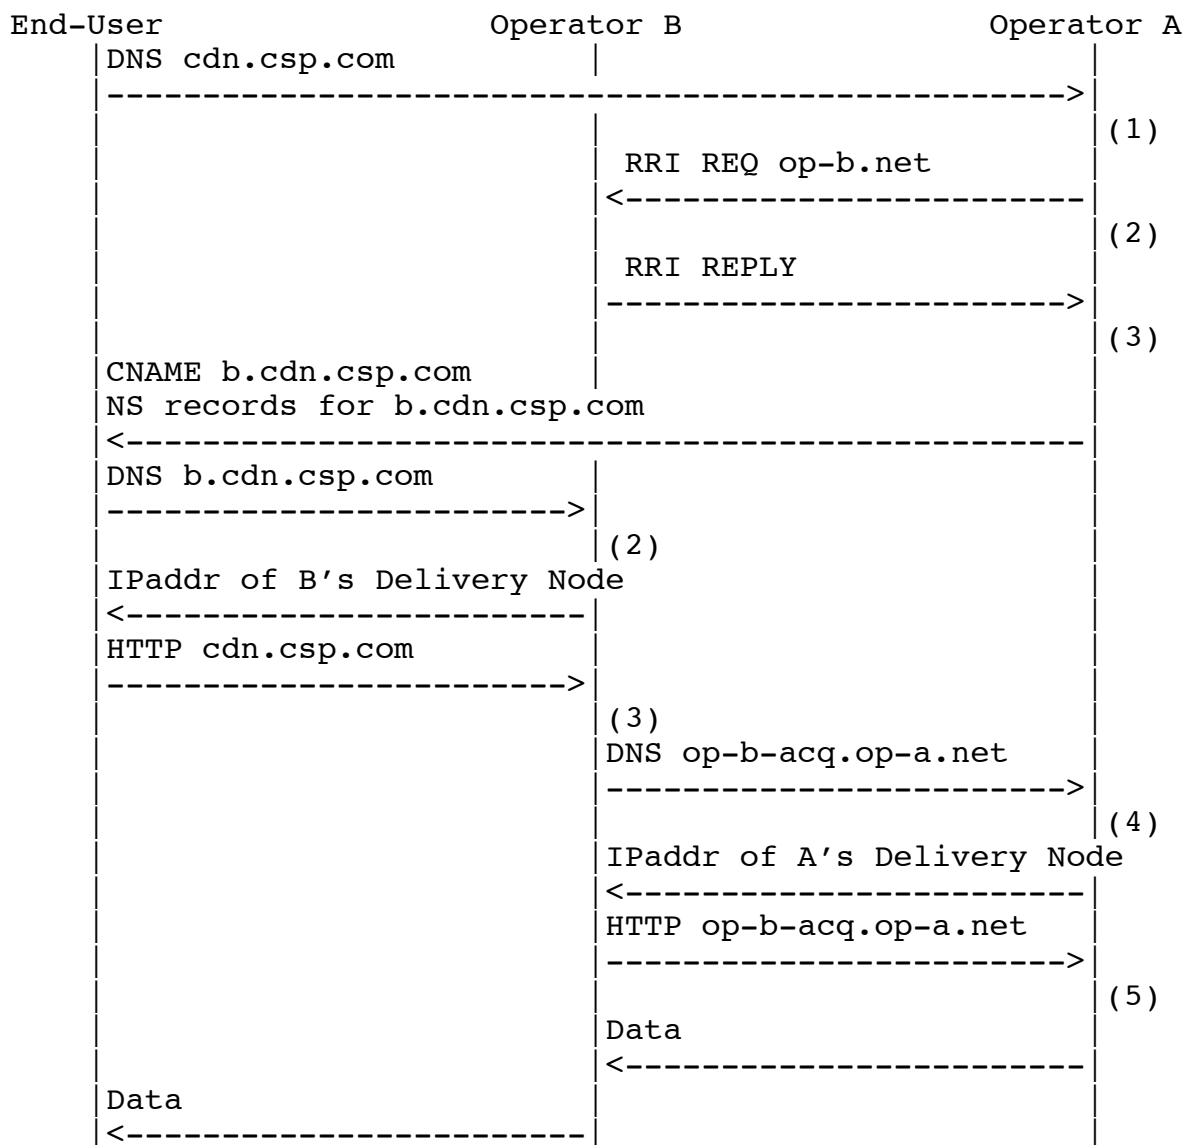 End-User Operator B Operator A
DNS cdn.csp.com
(1)
RRI REQ op-b.net
(2)
RRI REPLY
(3)
CNAME b.cdn.csp.com
NS records for b.cdn.csp.com
DNS b.cdn.csp.com
(2)
IPaddr of B's Delivery Node
HTTP cdn.csp.com
(3)
DNS op-b-acq.op-a.net
(4)
IPaddr of A's Delivery Node
HTTP op-b-acq.op-a.net
(5)
Data
Data